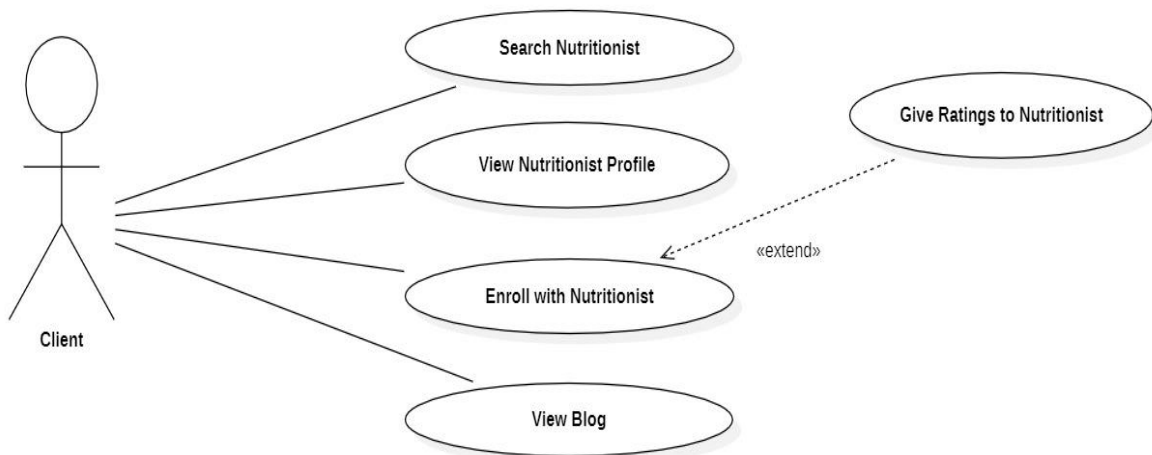 Search Nutritionist
Give Ratings to Nutritionist
View Nutritionist Profile
«extend»
Enroll with Nutritionist
Client
View Blog